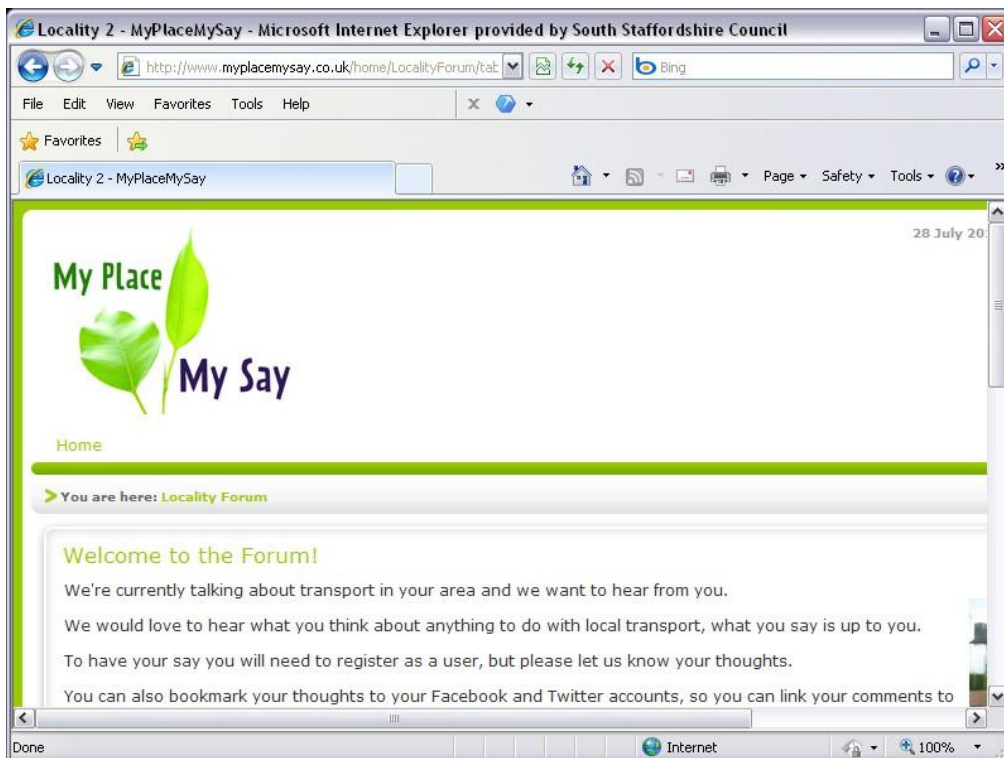 Locality 2 - MyPlaceMySay - Microsoft Internet Explorer provided by South Staffordshire Council
http://www.myplacemysay.co.uk/home/LocalityForum/tab
Bing
File Edit View Favorites Tools Help
X
Favorites
Locality 2 - MyPlaceMySay
Page Safety Tools
28 July 20
My Place
My Say
Home
You are here: Locality Forum
Welcome to the Forum!
We're currently talking about transport in your area and we want to hear from you.
We would love to hear what you think about anything to do with local transport, what you say is up to you.
To have your say you will need to register as a user, but please let us know your thoughts.
You can also bookmark your thoughts to your Facebook and Twitter accounts, so you can link your comments to
Done Internet 100%